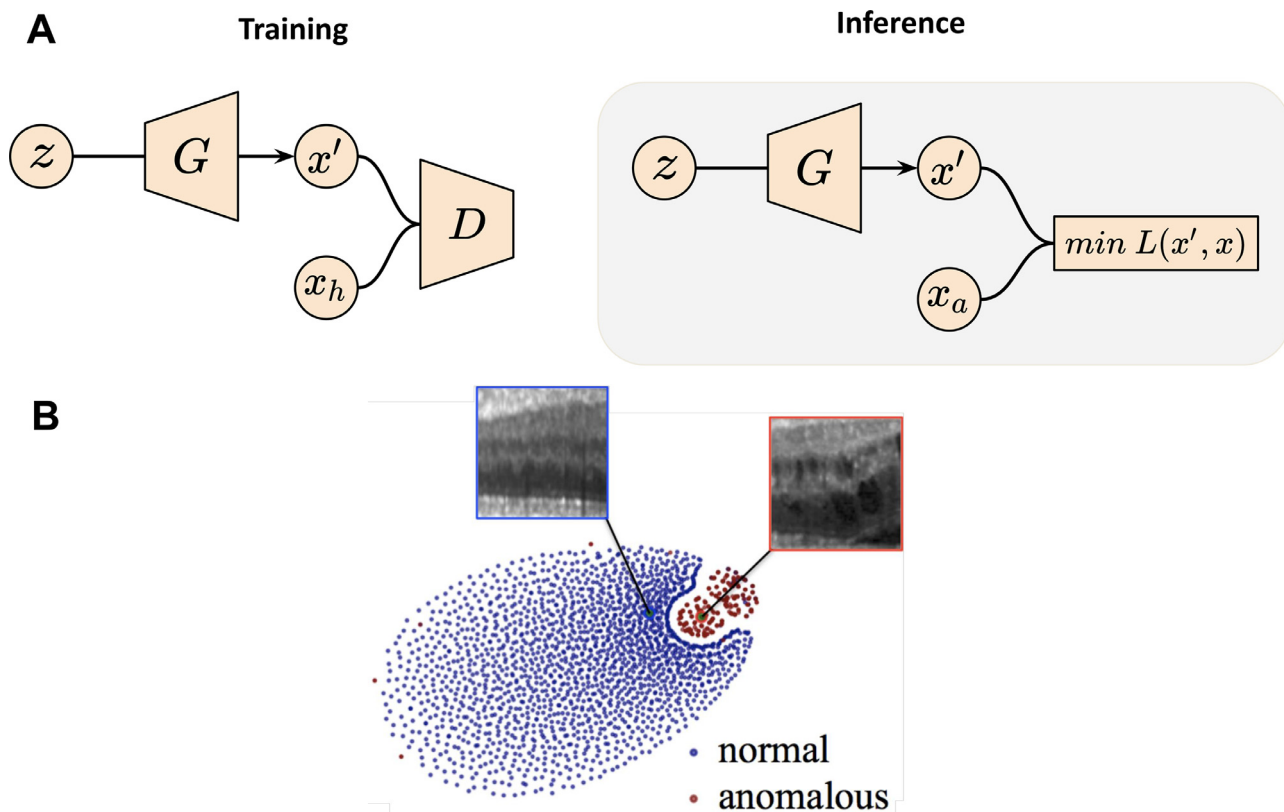 A
Training
Inference
z
G
x'
x_h
D
z
G
x'
x_a
min L(x', x)
B
normal
anomalous